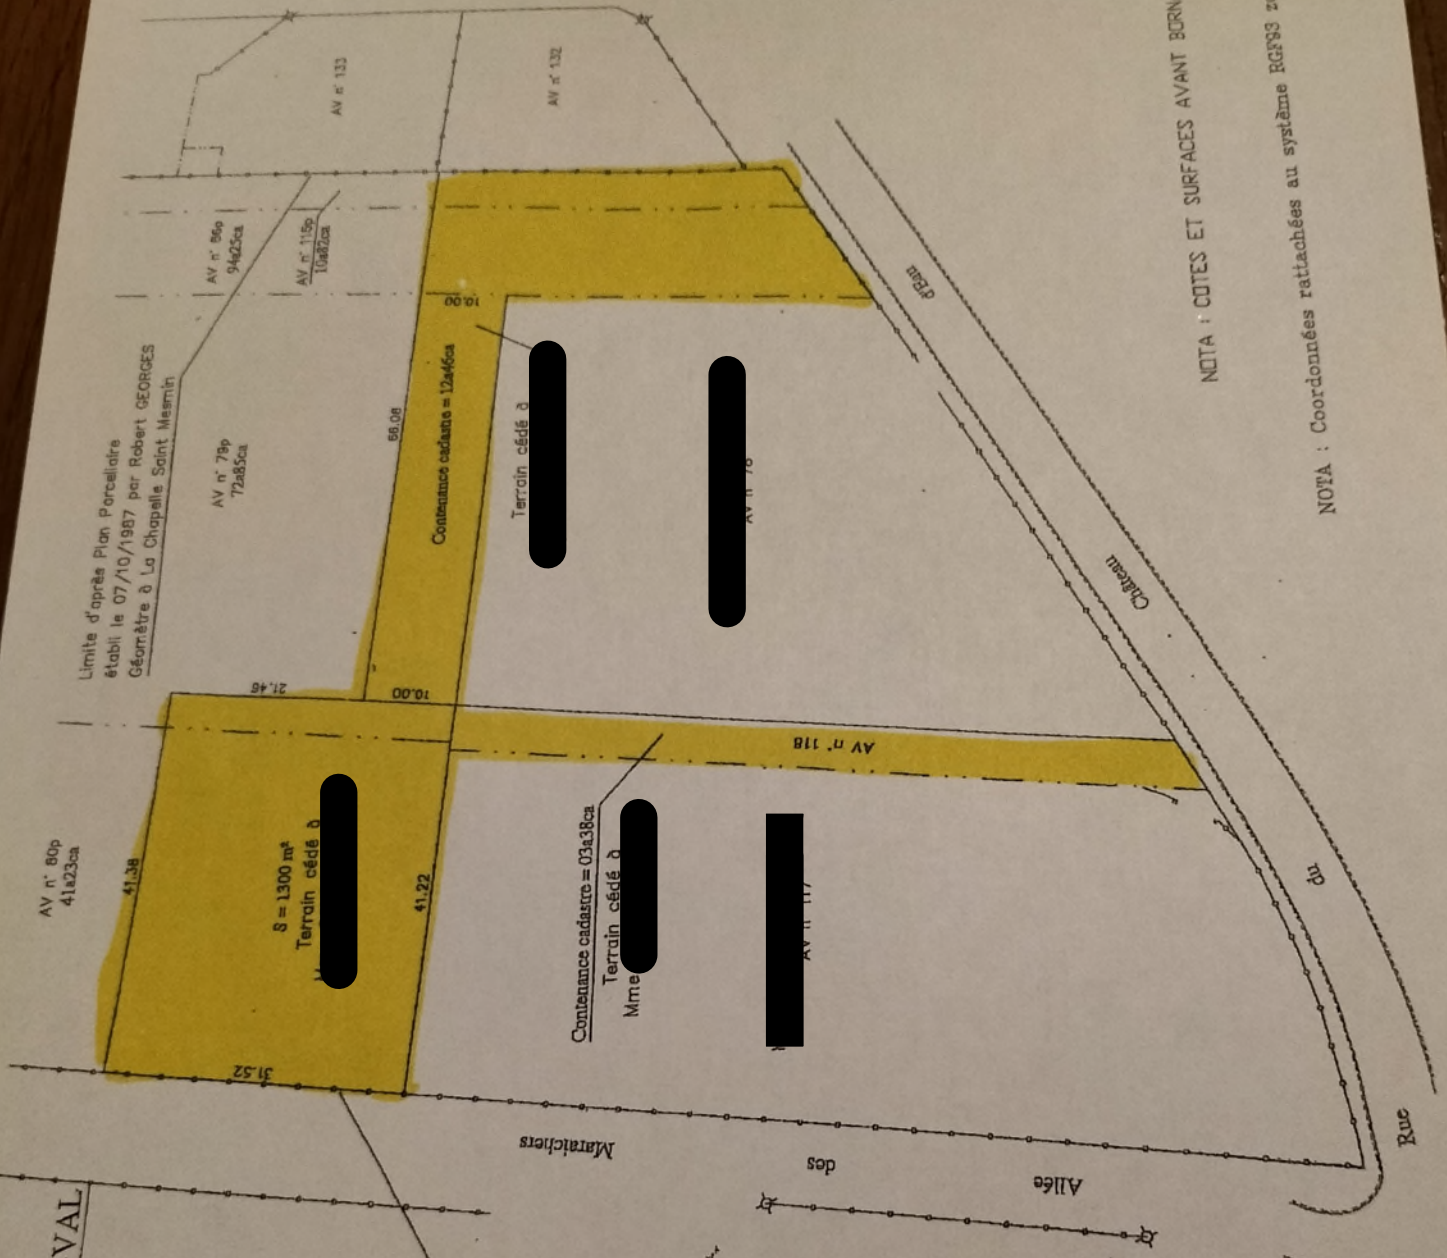 AV n° 133
AV n° 132
AV n° 86p
94a25ca
AV n° 115p
10a82ca
Limite d'après Plan Parcellaire
établi le 07/10/1987 par Robert GEORGES
Géomètre à La Chapelle Saint Mesmin
AV n° 79p
72a85ca
66.08
10.00
Contenance cadastre = 12a46ca
Terrain cédé à
21.46
10.00
AV n° 118
AV n° 80p
41a23ca
41.38
S = 1300 m²
Terrain cédé à
41.22
31.52
Contenance cadastre = 03a38ca
Terrain cédé à
Mme
Allée des Maraichers
Rue du Château d'Eau
NOTA : COTES ET SURFACES AVANT BORN
NOTA : Coordonnées rattachées au système RGF93
VAL